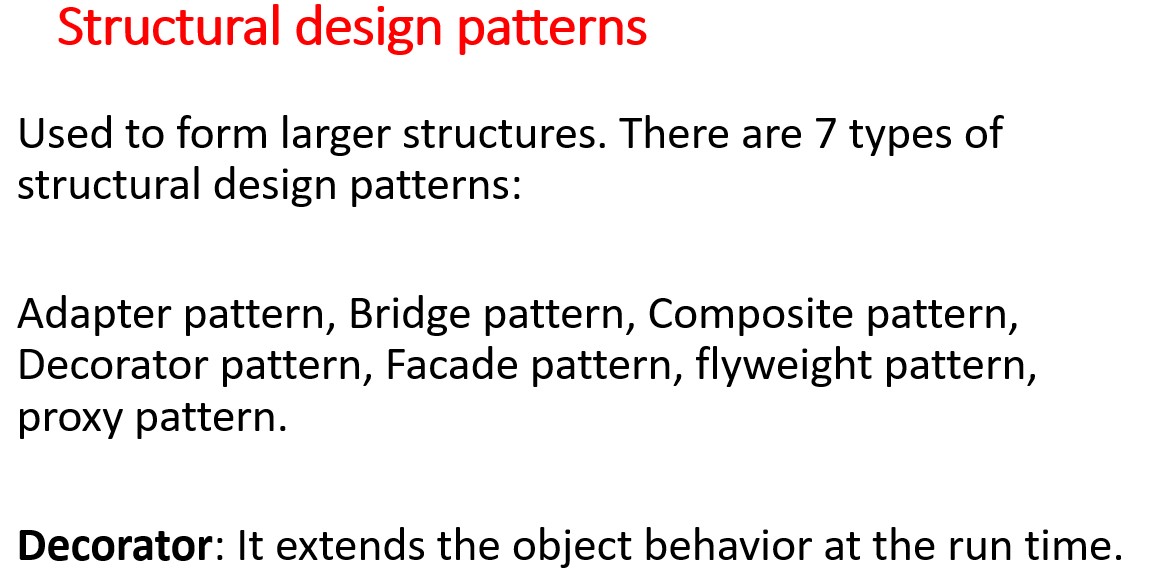 Structural design patterns
Used to form larger structures. There are 7 types of
structural design patterns:
Adapter pattern, Bridge pattern, Composite pattern,
Decorator pattern, Facade pattern, flyweight pattern,
proxy pattern.
Decorator: It extends the object behavior at the run time.